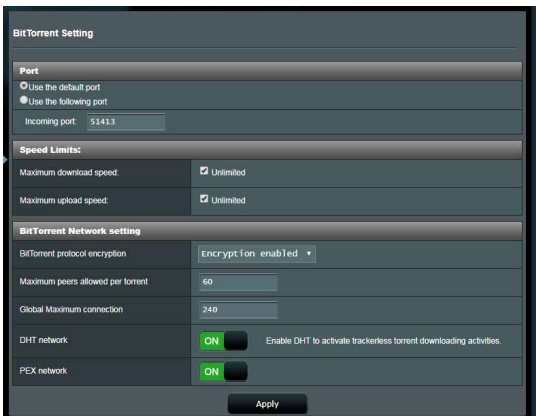 BitTorrent Setting
Port
Use the default port
Use the following port
Incoming port: 51413
Speed Limits:
Maximum download speed: Unlimited
Maximum upload speed: Unlimited
BitTorrent Network setting
BitTorrent protocol encryption Encryption enabled
Maximum peers allowed per torrent 60
Global Maximum connection 240
DHT network ON Enable DHT to activate trackerless torrent downloading activities.
PEX network ON
Apply